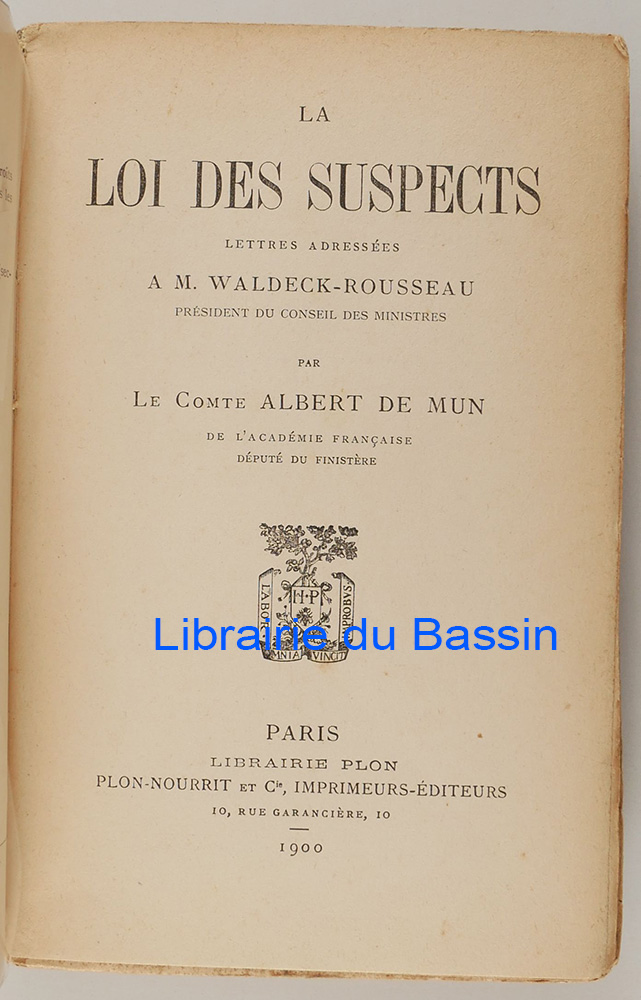 LA
LOI DES SUSPECTS
LETTRES ADRESSÉES
A M. WALDECK-ROUSSEAU
PRÉSIDENT DU CONSEIL DES MINISTRES
PAR
LE COMTE ALBERT DE MUN
DE L'ACADÉMIE FRANÇAISE
DÉPUTÉ DU FINISTÈRE
H·P
LABOR
PROBVS
OMNIA VINCIT
Librairie du Bassin
PARIS
LIBRAIRIE PLON
PLON-NOURRIT ET Cie, IMPRIMEURS-ÉDITEURS
10, RUE GARANCIÈRE, 10
1900